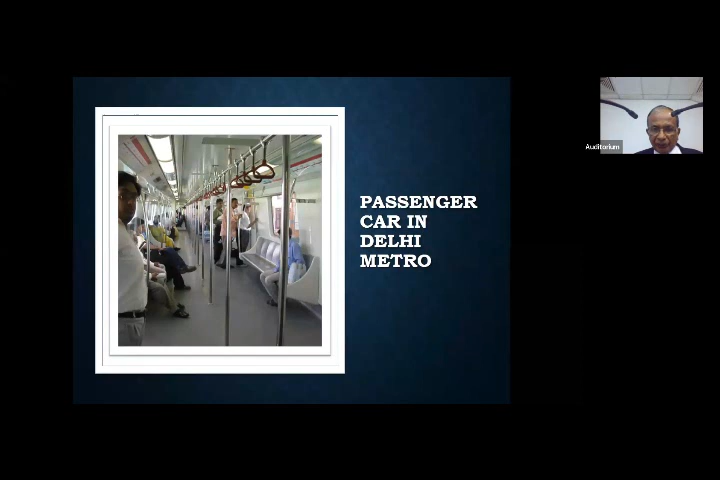 PASSENGER
CAR IN
DELHI
METRO
Auditorium